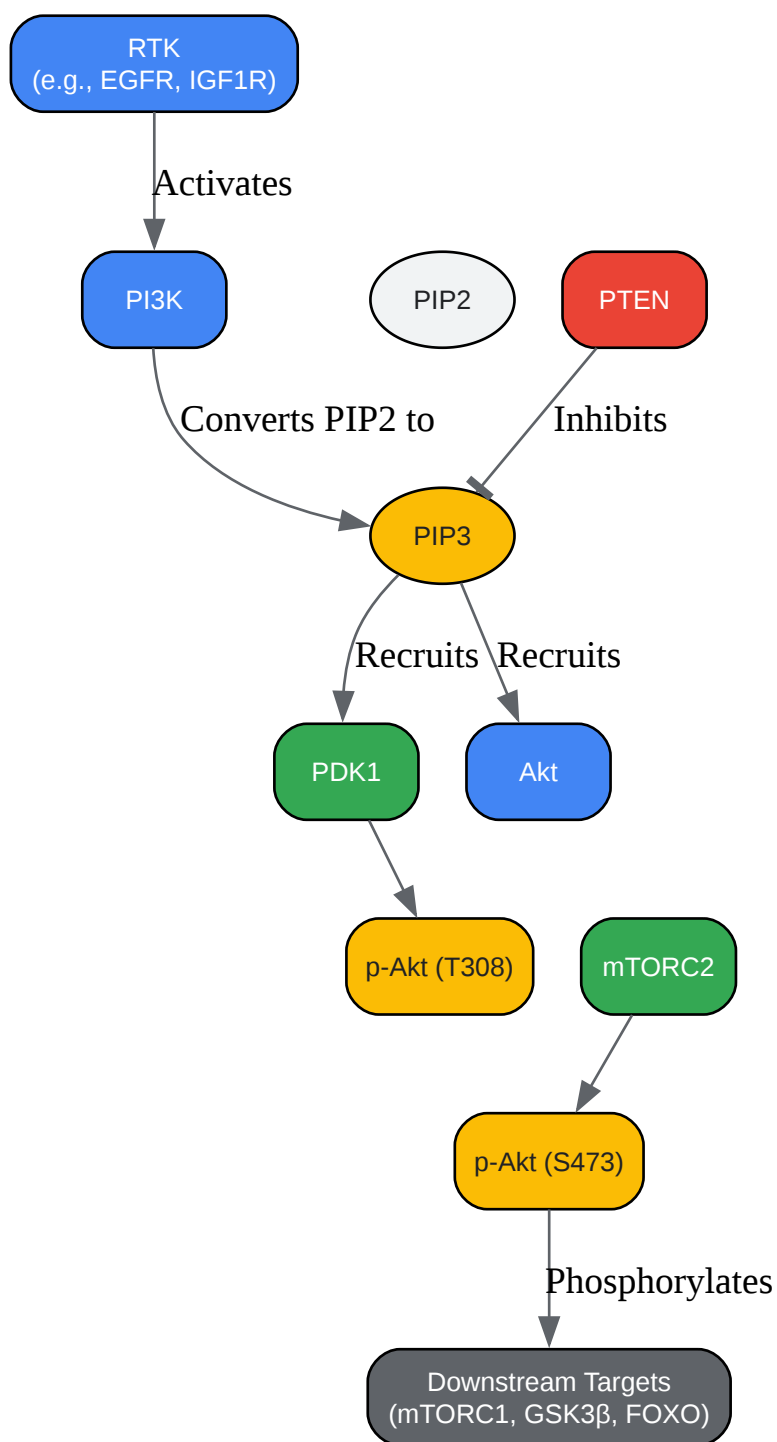 RTK
(e.g., EGFR, IGF1R)
Activates
PI3K
PIP2
PTEN
Converts PIP2 to
Inhibits
PIP3
Recruits
Recruits
PDK1
Akt
p-Akt (T308)
mTORC2
p-Akt (S473)
Phosphorylates
Downstream Targets
(mTORC1, GSK3β, FOXO)